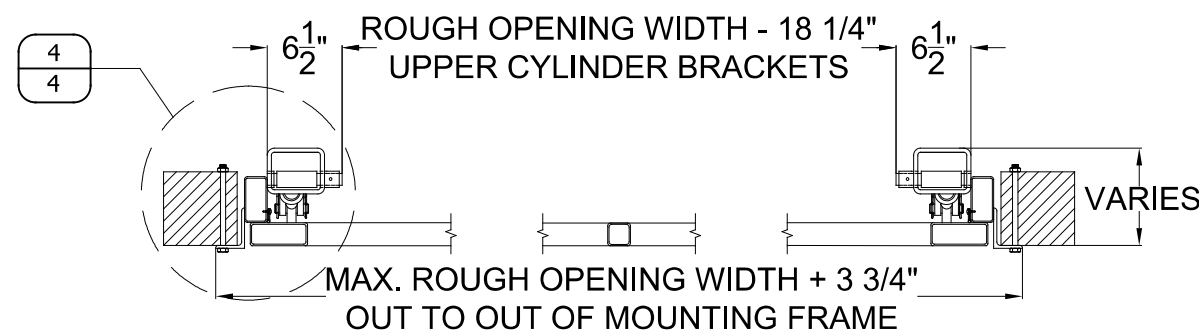 4
4
6 1/2"
ROUGH OPENING WIDTH - 18 1/4"
UPPER CYLINDER BRACKETS
6 1/2"
VARIES
MAX. ROUGH OPENING WIDTH + 3 3/4"
OUT TO OUT OF MOUNTING FRAME